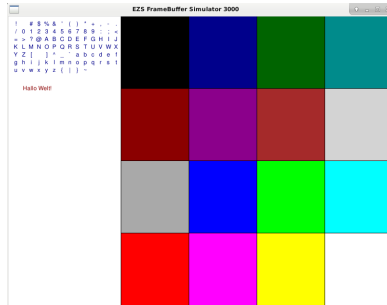 EZS FrameBuffer Simulator 3000
! # $ % & ' ( ) * + , - .
/ 0 1 2 3 4 5 6 7 8 9 : ;
< = > ? @ A B C D E F G H I J
K L M N O P Q R S T U V W X
Y Z [ ] ^ _ ` a b c d e f
g h i j k l m n o p q r s t
u v w x y z { | } ~
Hallo Welt!